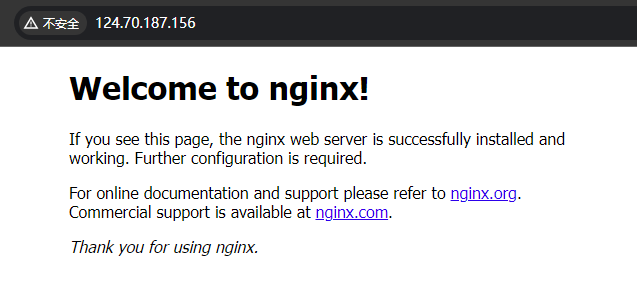 不安全 124.70.187.156
Welcome to nginx!
If you see this page, the nginx web server is successfully installed and
working. Further configuration is required.
For online documentation and support please refer to nginx.org.
Commercial support is available at nginx.com.
Thank you for using nginx.